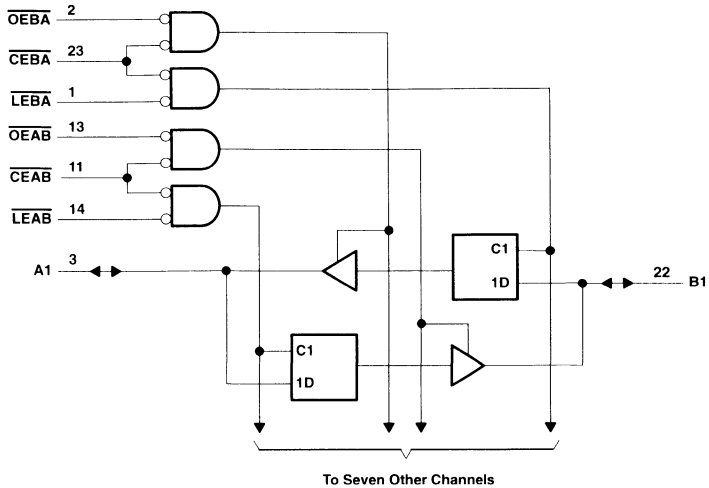 OEBA 2
CEBA 23
LEBA 1
OEAB 13
CEAB 11
LEAB 14
C1
A1 3
1D
22 B1
C1
1D
To Seven Other Channels